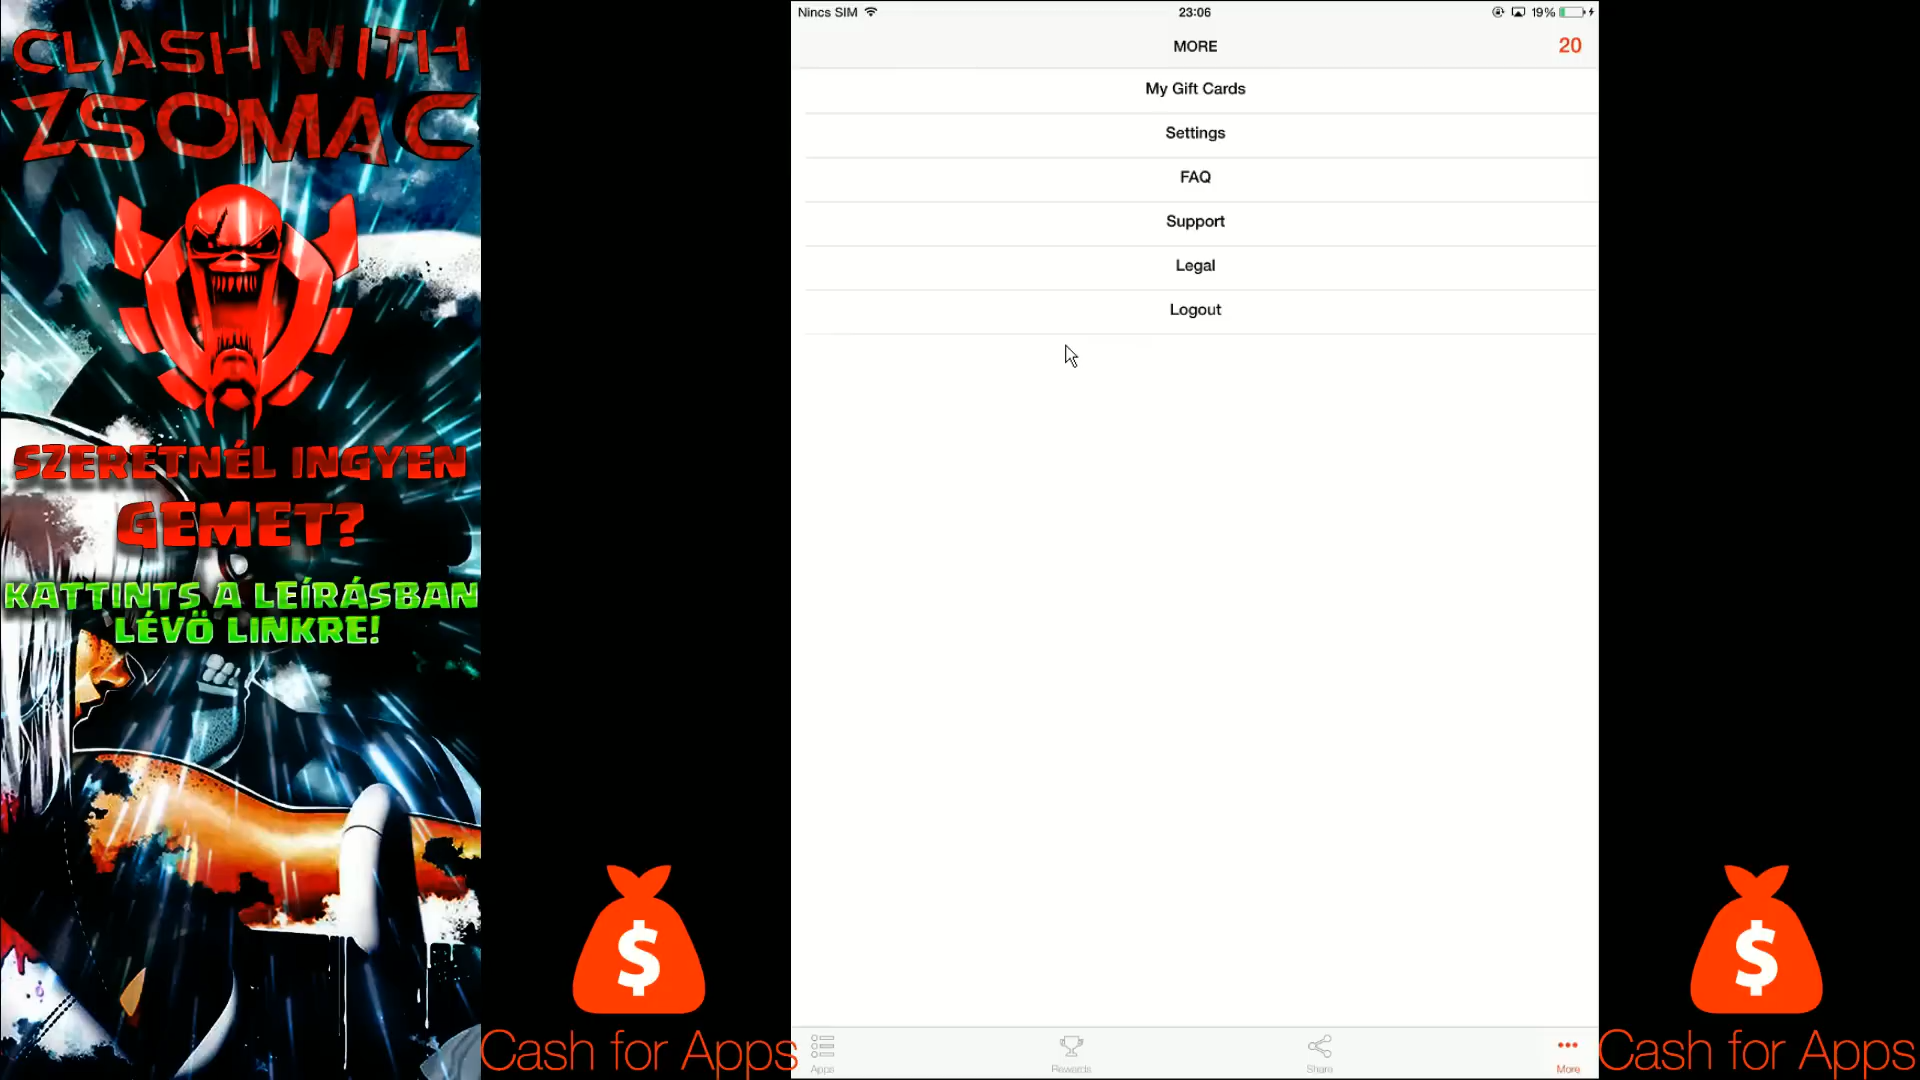 CLASH WITH
ZSOMAC
SZERETNÉL INGYEN
GEMET?
KATTINTS A LEÍRÁSBAN
LÉVŐ LINKRE!
$
Cash for Apps
Nincs SIM
23:06
19%
MORE
20
My Gift Cards
Settings
FAQ
Support
Legal
Logout
Apps
Rewards
Share
More
$
Cash for Apps